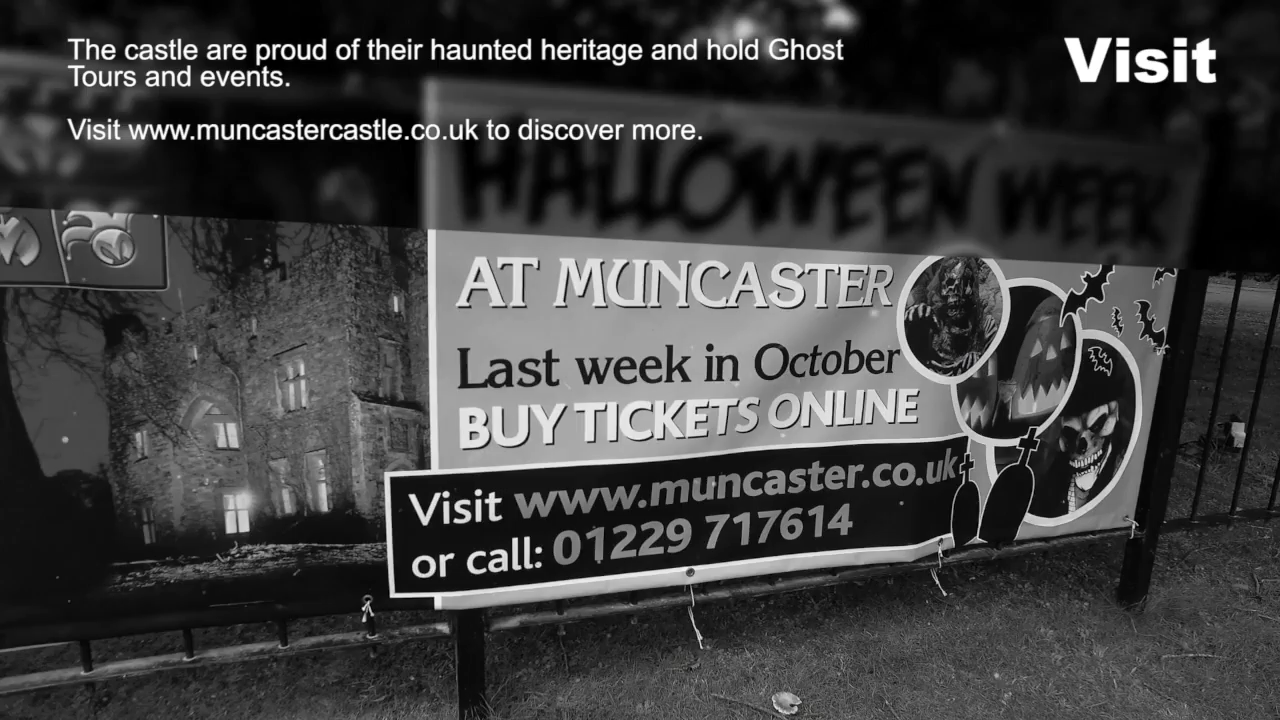 The castle are proud of their haunted heritage and hold Ghost
Tours and events.
Visit www.muncastercastle.co.uk to discover more.
Visit
HALLOWEEN WEEK
AT MUNCASTER
Last week in October
BUY TICKETS ONLINE
Visit www.muncaster.co.uk
or call: 01229 717614